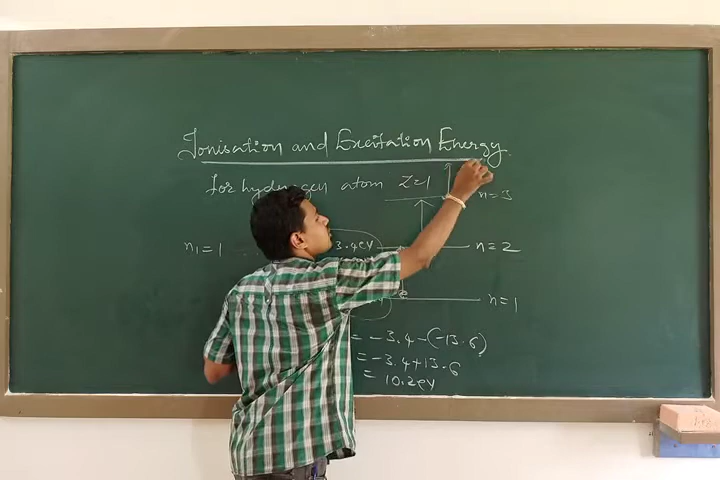 Ionisation and Excitation Energy
for hydrogen atom Z=1
n=3
n₁=1 3.4eV n=2
e n=1
= -3.4-(-13.6)
= -3.4+13.6
= 10.2eV